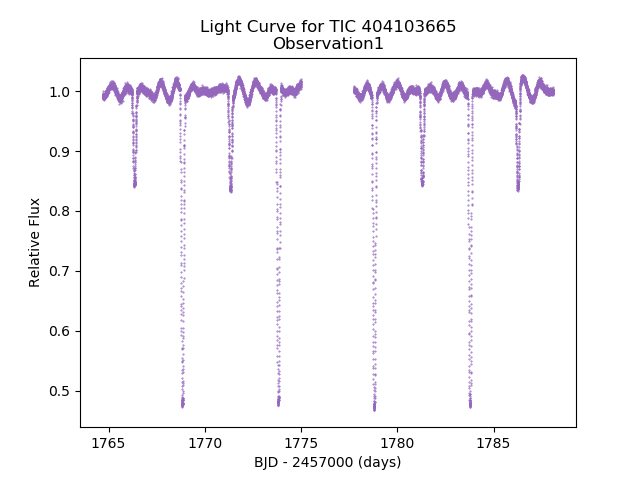 Light Curve for TIC 404103665
Observation1
1.0
0.9
0.8
0.7
0.6
0.5
Relative Flux
1765
1770
1775
1780
1785
BJD - 2457000 (days)